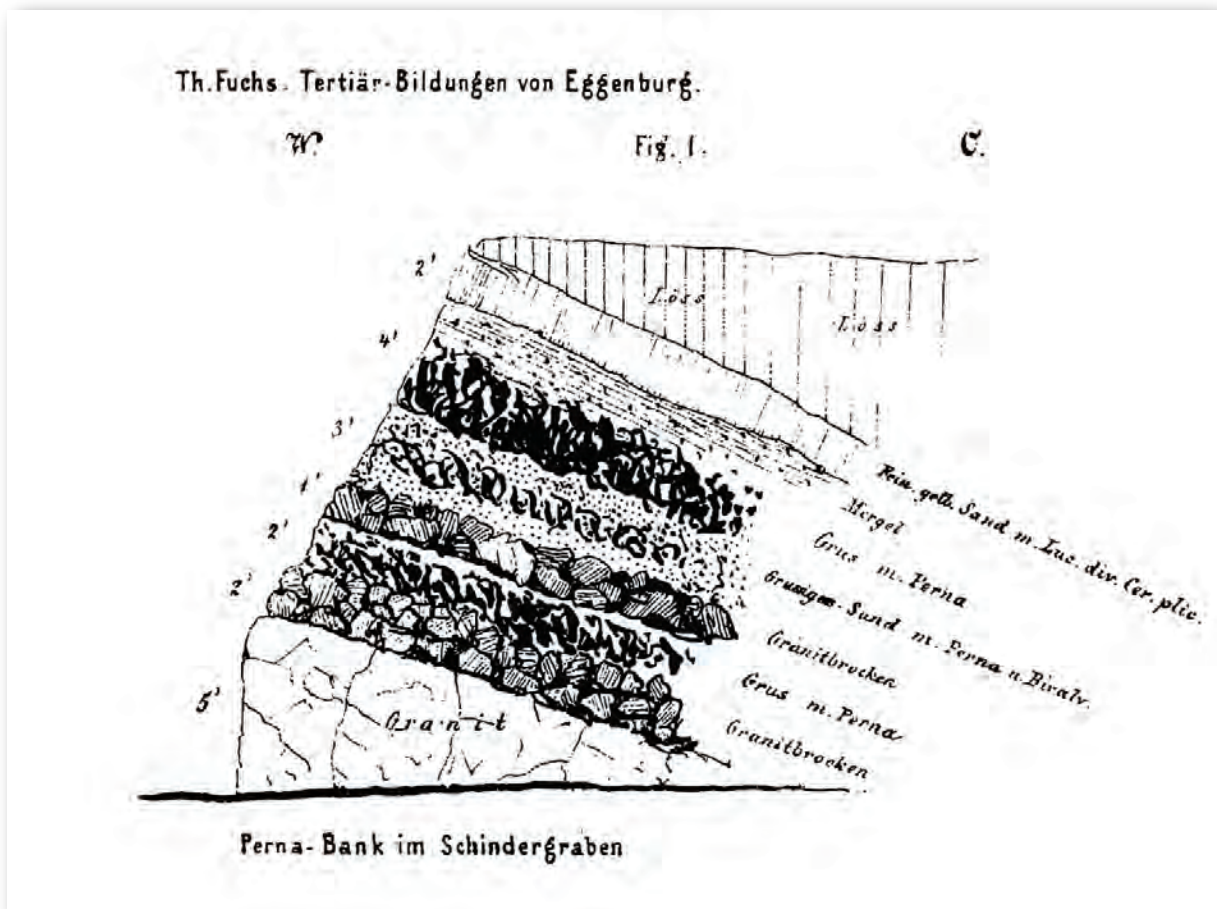 Th. Fuchs. Tertiär-Bildungen von Eggenburg.
W. Fig. 1. O.
2'
Löss
Löss
4'
3'
1'
2'
2'
5'
Fein. gelb. Sand m. Luc. div. Cer. plic.
Mergel
Grus m. Perna
Grusiger Sand m. Perna u. Bivalv.
Granitbrocken
Grus m. Perna
Granitbrocken
Granit
Perna-Bank im Schindergraben